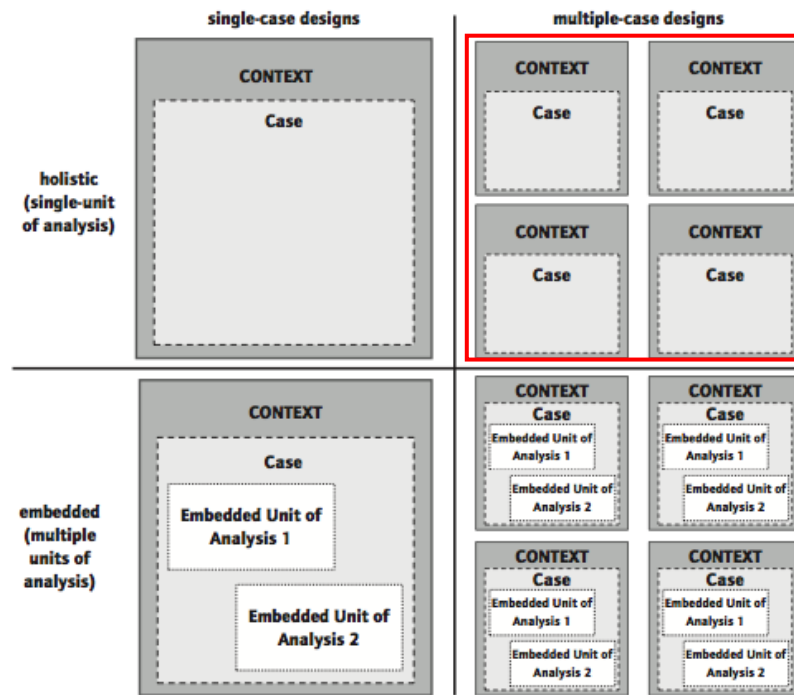 single-case designs
multiple-case designs
holistic
(single-unit
of analysis)
CONTEXT
Case
CONTEXT
Case
CONTEXT
Case
CONTEXT
Case
CONTEXT
Case
embedded
(multiple
units of
analysis)
CONTEXT
Case
Embedded Unit of
Analysis 1
Embedded Unit of
Analysis 2
CONTEXT
Case
Embedded Unit of
Analysis 1
Embedded Unit of
Analysis 2
CONTEXT
Case
Embedded Unit of
Analysis 1
Embedded Unit of
Analysis 2
CONTEXT
Case
Embedded Unit of
Analysis 1
Embedded Unit of
Analysis 2
CONTEXT
Case
Embedded Unit of
Analysis 1
Embedded Unit of
Analysis 2